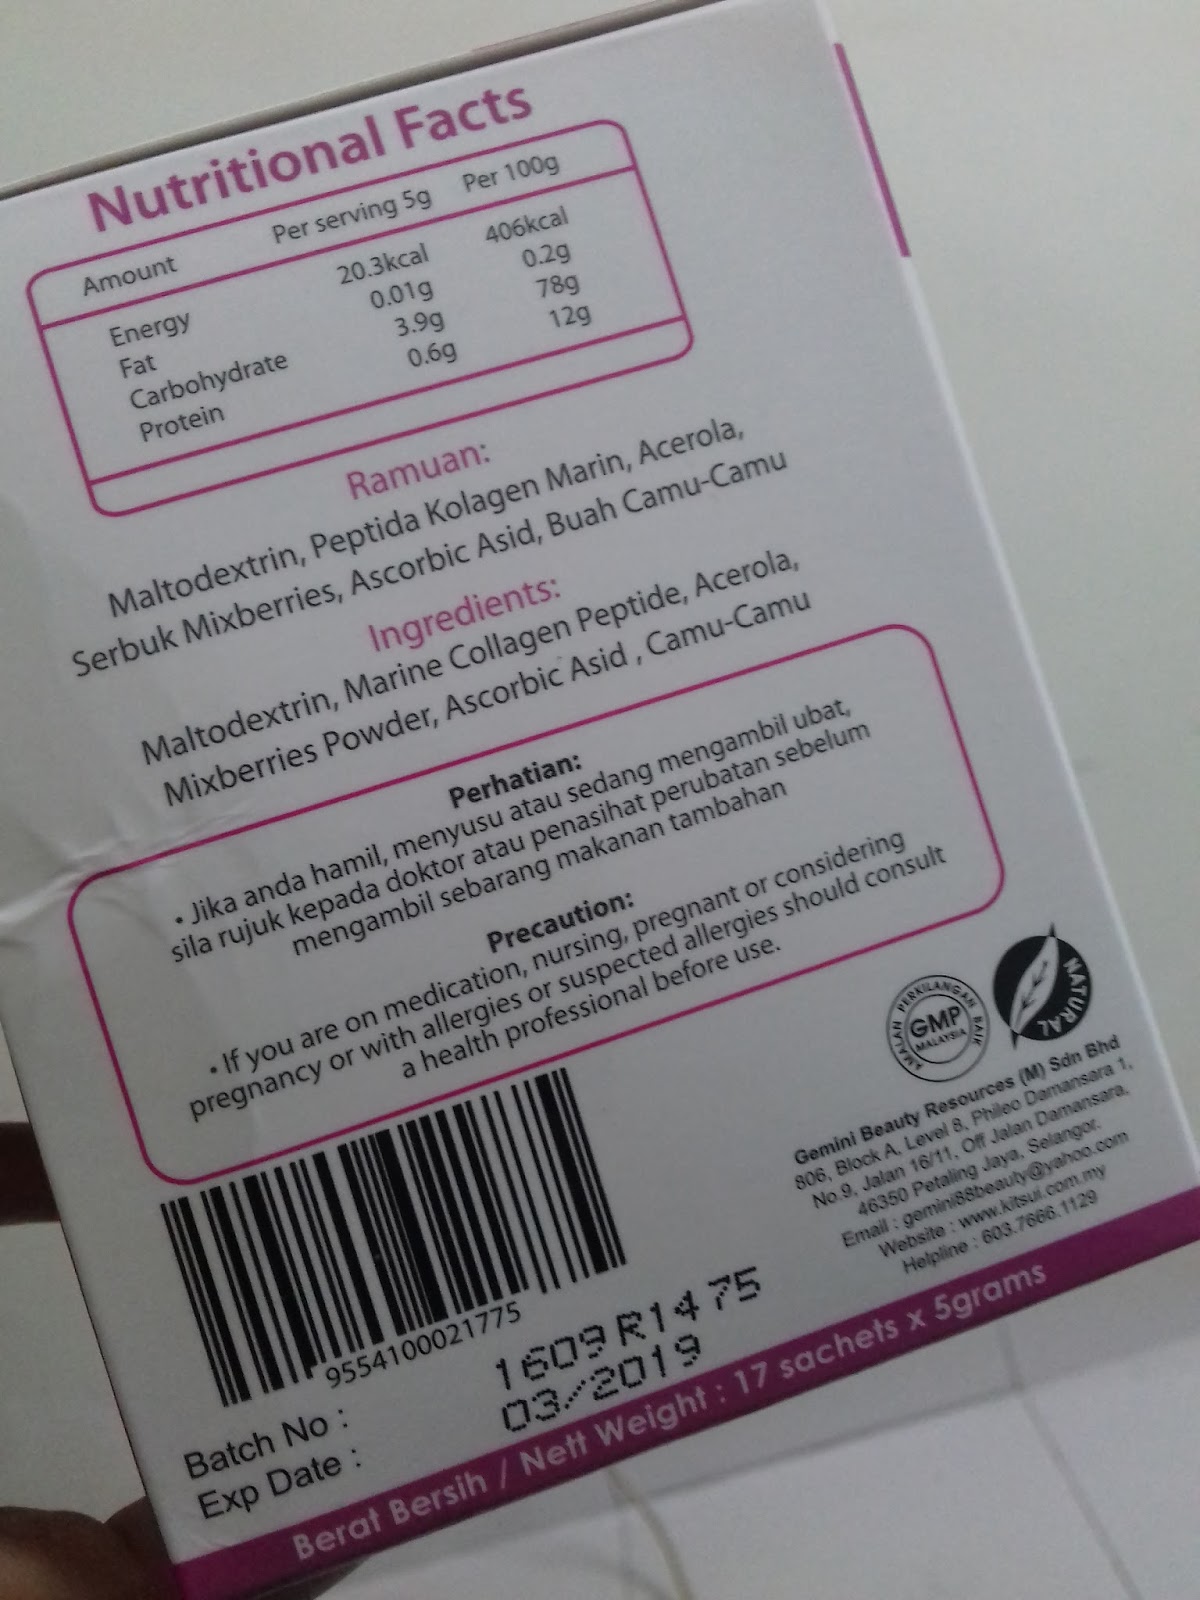 Nutritional Facts
Amount Per serving 5g Per 100g
Energy 20.3kcal 406kcal
Fat 0.01g 0.2g
Carbohydrate 3.9g 78g
Protein 0.6g 12g
Ramuan:
Maltodextrin, Peptida Kolagen Marin, Acerola,
Serbuk Mixberries, Ascorbic Asid, Buah Camu-Camu
Ingredients:
Maltodextrin, Marine Collagen Peptide, Acerola,
Mixberries Powder, Ascorbic Asid , Camu-Camu
Perhatian:
• Jika anda hamil, menyusu atau sedang mengambil ubat,
sila rujuk kepada doktor atau penasihat perubatan sebelum
mengambil sebarang makanan tambahan
Precaution:
• If you are on medication, nursing, pregnant or considering
pregnancy or with allergies or suspected allergies should consult
a health professional before use.
AMALAN PERKILANGAN BAIK
GMP
MALAYSIA
NATURAL
Gemini Beauty Resources (M) Sdn Bhd
806, Block A, Level 8, Phileo Damansara 1,
No.9, Jalan 16/11, Off Jalan Damansara,
46350 Petaling Jaya, Selangor.
Email : gemini88beauty@yahoo.com
Website : www.kitsui.com.my
Helpline : 603.7666.1129
9554100021775
Batch No : 1609R1475
Exp Date : 03/2019
Berat Bersih / Nett Weight : 17 sachets x 5grams